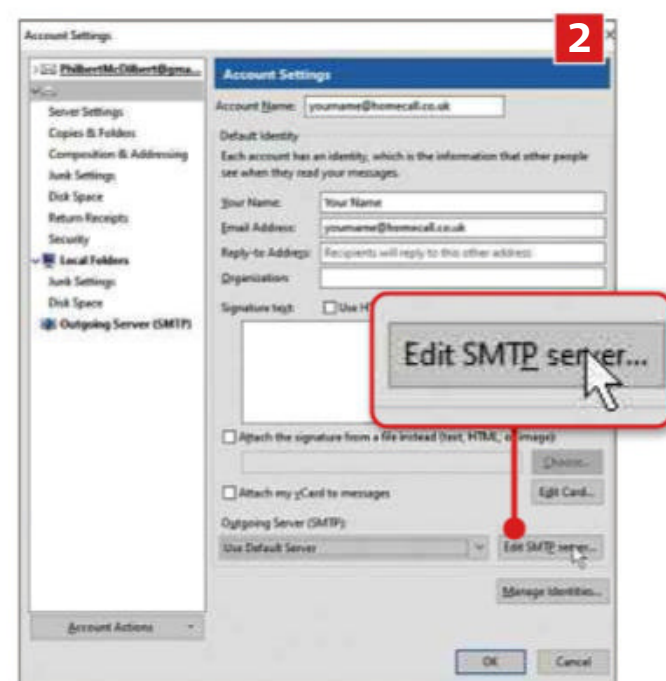 Account Settings
2
PhilbertMcDilbert@gma...
Account Settings
Account Name: yourname@homecall.co.uk
Server Settings
Copies & Folders
Composition & Addressing
Junk Settings
Disk Space
Return Receipts
Security
Local Folders
Junk Settings
Disk Space
Outgoing Server (SMTP)
Default Identity
Each account has an identity, which is the information that other people
see when they read your messages.
Your Name: Your Name
Email Address: yourname@homecall.co.uk
Reply-to Address: Recipients will reply to this other address
Organization:
Signature text: Use H
Edit SMTP server...
Attach the signature from a file instead (text, HTML, or image):
Choose...
Attach my vCard to messages
Edit Card...
Outgoing Server (SMTP):
Use Default Server
Edit SMTP server...
Manage Identities...
Account Actions
OK
Cancel